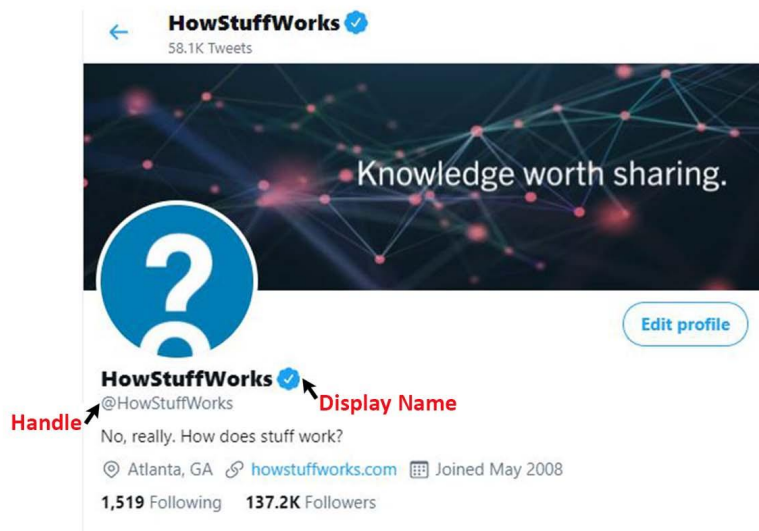 HowStuffWorks
58.1K Tweets
Knowledge worth sharing.
Edit profile
HowStuffWorks
Display Name
@HowStuffWorks
Handle
No, really. How does stuff work?
Atlanta, GA howstuffworks.com Joined May 2008
1,519 Following 137.2K Followers